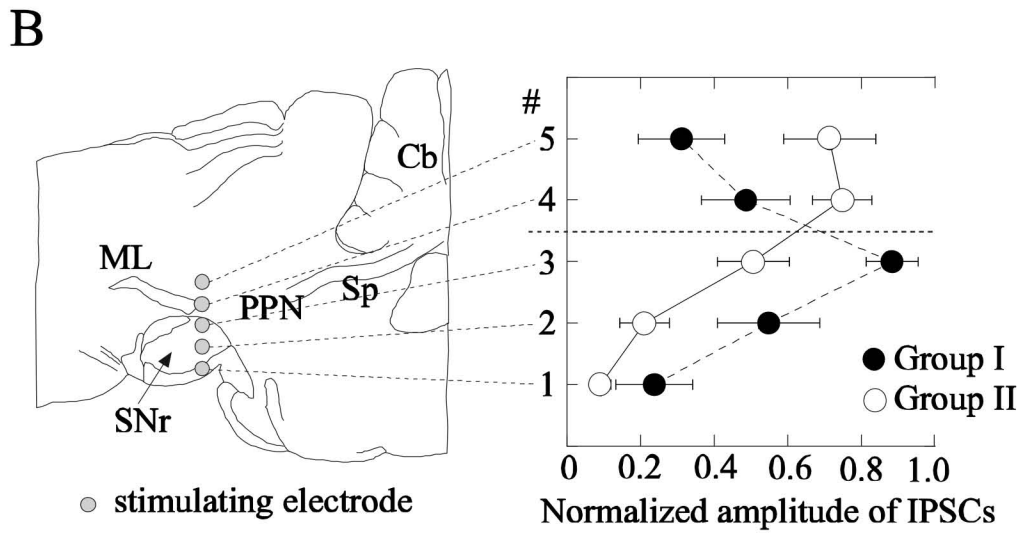 B
#
5
4
3
2
1
Cb
ML
PPN
Sp
SNr
Group I
Group II
0 0.2 0.4 0.6 0.8 1.0
stimulating electrode
Normalized amplitude of IPSCs